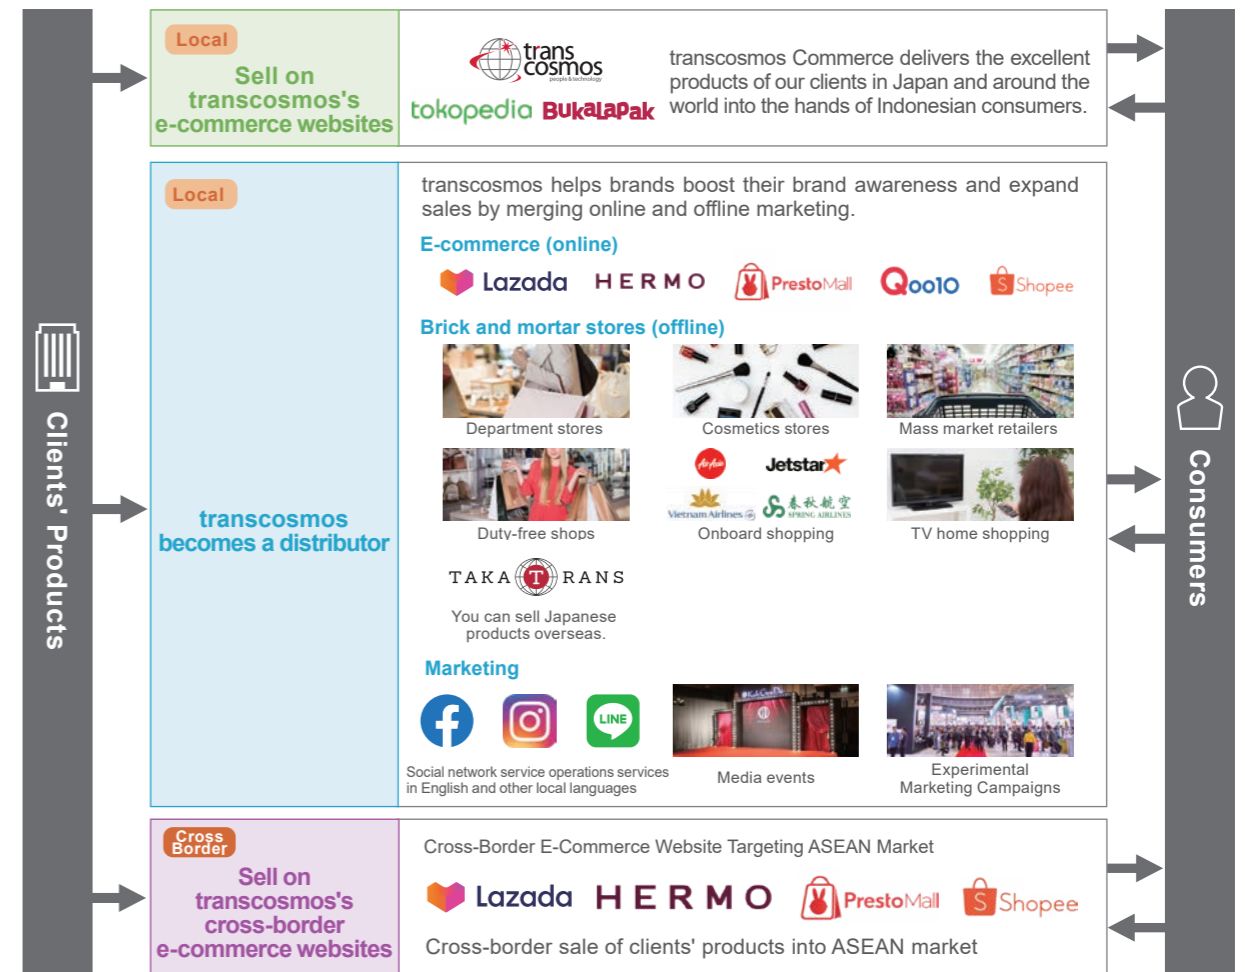 Clients' Products
Local
Sell on
transcosmos's
e-commerce websites
trans
cosmos
people & technology
tokopedia BukaLapak
transcosmos Commerce delivers the excellent
products of our clients in Japan and around the
world into the hands of Indonesian consumers.
Local
transcosmos
becomes a distributor
transcosmos helps brands boost their brand awareness and expand
sales by merging online and offline marketing.
E-commerce (online)
Lazada HERMO PrestoMall Qoo10 Shopee
Brick and mortar stores (offline)
Department stores
Cosmetics stores
Mass market retailers
Duty-free shops
AirAsia Jetstar
Vietnam Airlines 春秋航空
SPRING AIRLINES
Onboard shopping
TV home shopping
TAKA T RANS
You can sell Japanese
products overseas.
Marketing
LINE
Social network service operations services
in English and other local languages
Media events
Experimental
Marketing Campaigns
Cross
Border
Sell on
transcosmos's
cross-border
e-commerce websites
Cross-Border E-Commerce Website Targeting ASEAN Market
Lazada HERMO PrestoMall Shopee
Cross-border sale of clients' products into ASEAN market
Consumers